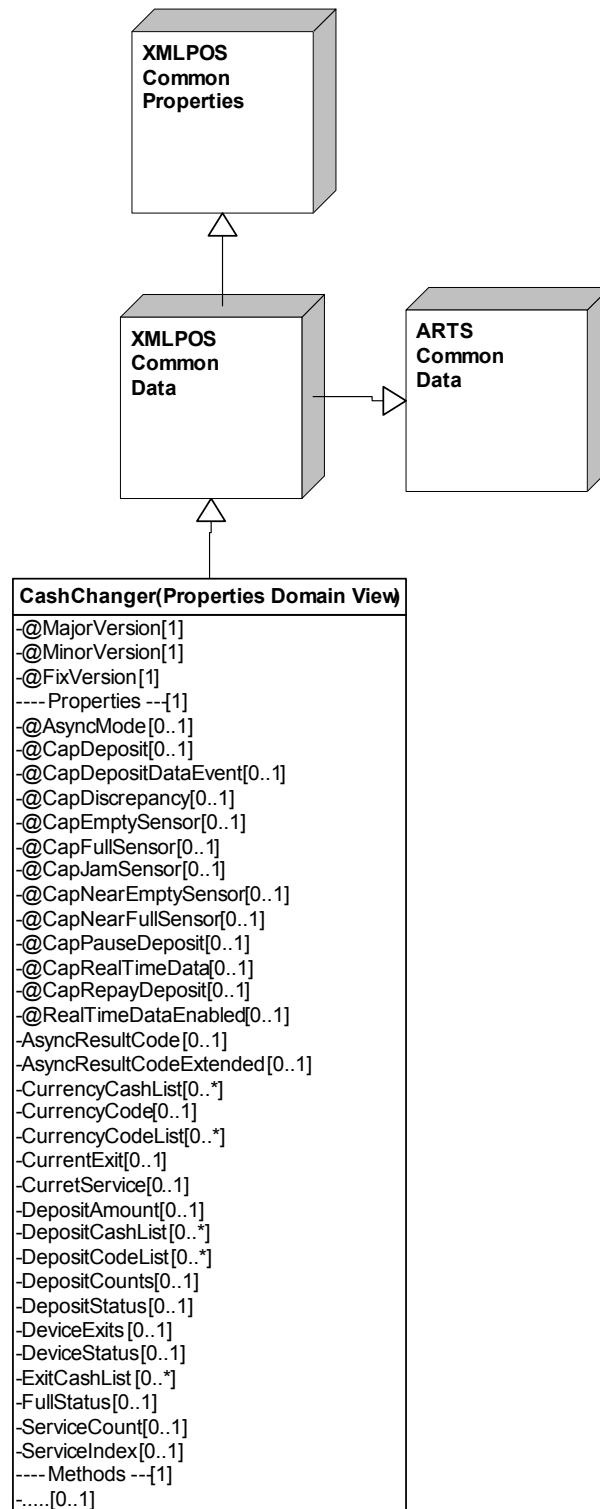 XMLPOS
Common
Properties
XMLPOS
Common
Data
ARTS
Common
Data
CashChanger(Properties Domain View)
-@MajorVersion[1]
-@MinorVersion[1]
-@FixVersion[1]
----Properties ---[1]
-@AsyncMode[0..1]
-@CapDeposit[0..1]
-@CapDepositDataEvent[0..1]
-@CapDiscrepancy[0..1]
-@CapEmptySensor[0..1]
-@CapFullSensor[0..1]
-@CapJamSensor[0..1]
-@CapNearEmptySensor[0..1]
-@CapNearFullSensor[0..1]
-@CapPauseDeposit[0..1]
-@CapRealTimeData[0..1]
-@CapRepayDeposit[0..1]
-@RealTimeDataEnabled[0..1]
-AsyncResultCode[0..1]
-AsyncResultCodeExtended[0..1]
-CurrencyCashList[0..*]
-CurrencyCode[0..1]
-CurrencyCodeList[0..*]
-CurrentExit[0..1]
-CurretService[0..1]
-DepositAmount[0..1]
-DepositCashList[0..*]
-DepositCodeList[0..*]
-DepositCounts[0..1]
-DepositStatus[0..1]
-DeviceExits[0..1]
-DeviceStatus[0..1]
-ExitCashList[0..*]
-FullStatus[0..1]
-ServiceCount[0..1]
-ServiceIndex[0..1]
----Methods ---[1]
-.....[0..1]